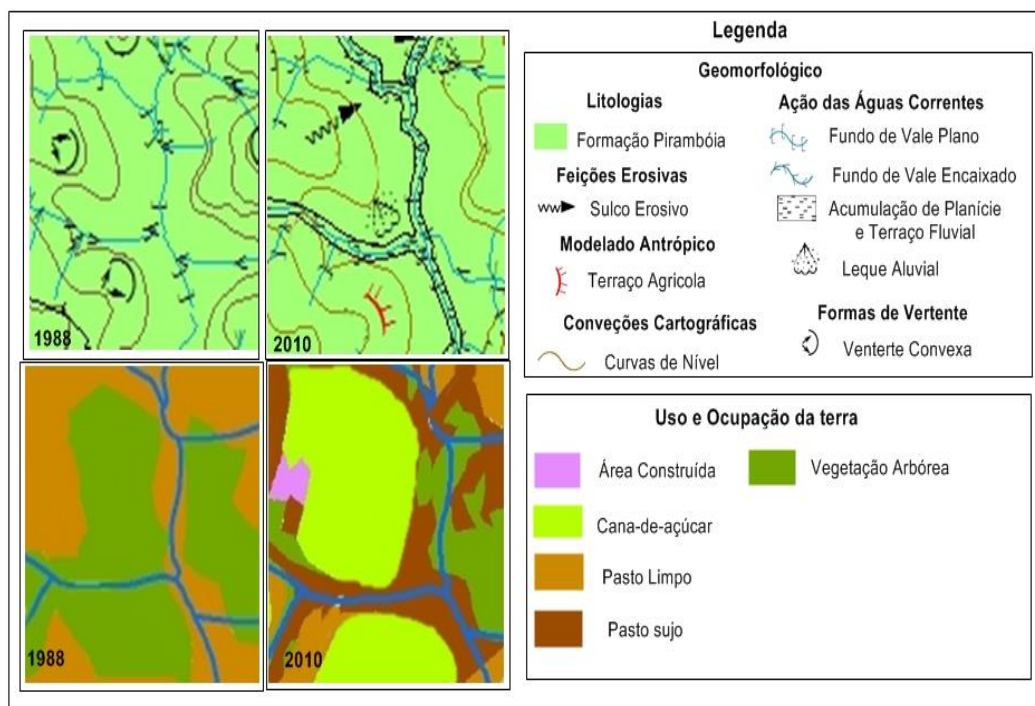 1988
2010
1988
2010
Legenda
Geomorfológico
Litologias
Formação Pirambóia
Feições Erosivas
Sulco Erosivo
Modelado Antrópico
Terraço Agricola
Conveções Cartográficas
Curvas de Nível
Ação das Águas Correntes
Fundo de Vale Plano
Fundo de Vale Encaixado
Acumulação de Planície
e Terraço Fluvial
Leque Aluvial
Formas de Vertente
Venterte Convexa
Uso e Ocupação da terra
Área Construída
Cana-de-açúcar
Pasto Limpo
Pasto sujo
Vegetação Arbórea